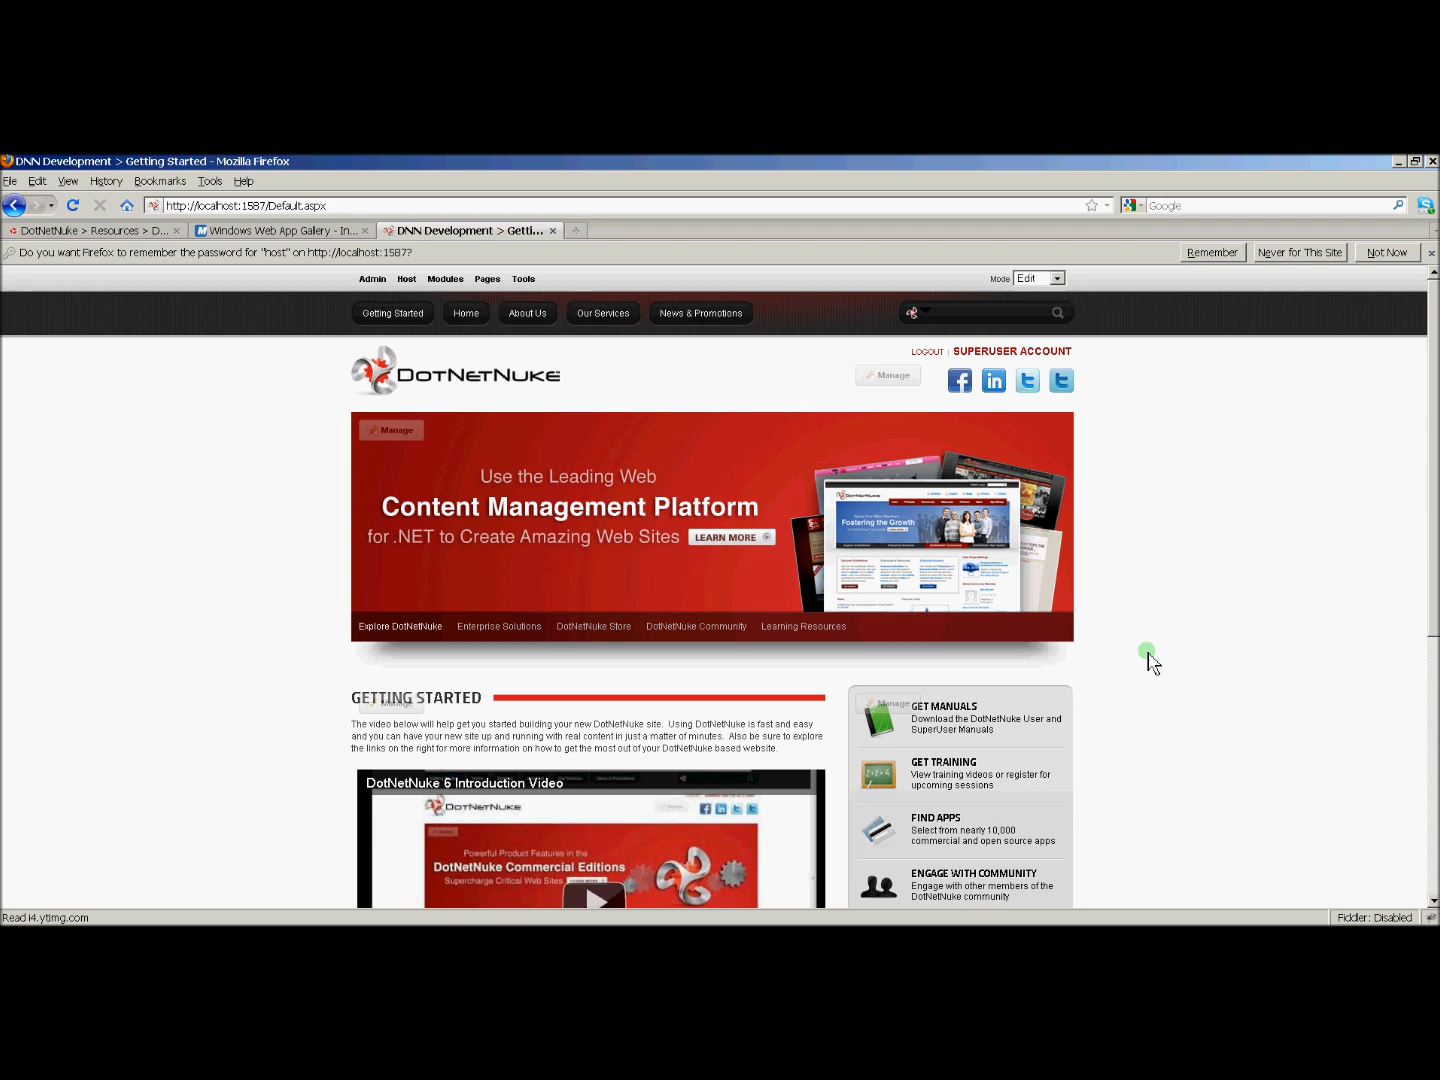 DNN Development > Getting Started - Mozilla Firefox
File Edit View History Bookmarks Tools Help
http://localhost:1587/Default.aspx
Google
DotNetNuke > Resources > D...
Windows Web App Gallery - In...
DNN Development > Getti...
Do you want Firefox to remember the password for "host" on http://localhost:1587?
Remember
Never for This Site
Not Now
Admin Host Modules Pages Tools
Mode Edit
Getting Started
Home
About Us
Our Services
News & Promotions
LOGOUT | SUPERUSER ACCOUNT
DOTNETNUKE
Manage
Manage
Use the Leading Web
Content Management Platform
for .NET to Create Amazing Web Sites
LEARN MORE
DOTNETNUKE
Fostering the Growth
Explore DotNetNuke
Enterprise Solutions
DotNetNuke Store
DotNetNuke Community
Learning Resources
GETTING STARTED
Manage
The video below will help get you started building your new DotNetNuke site. Using DotNetNuke is fast and easy
and you can have your new site up and running with real content in just a matter of minutes. Also be sure to explore
the links on the right for more information on how to get the most out of your DotNetNuke based website.
DotNetNuke 6 Introduction Video
DOTNETNUKE
Powerful Product Features in the
DotNetNuke Commercial Editions
Supercharge Critical Web Sites
Manage
GET MANUALS
Download the DotNetNuke User and
SuperUser Manuals
GET TRAINING
View training videos or register for
upcoming sessions
FIND APPS
Select from nearly 10,000
commercial and open source apps
ENGAGE WITH COMMUNITY
Engage with other members of the
DotNetNuke community
Read i4.ytimg.com
Fiddler: Disabled